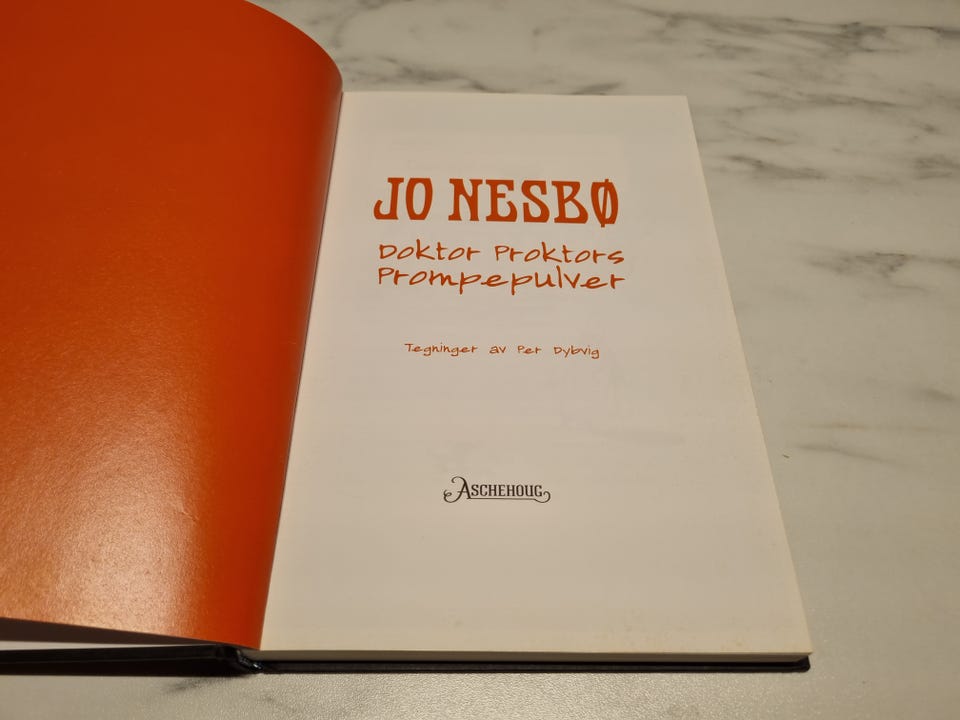 JO NESBØ
Doktor Proktors
Prompepulver
Tegninger av Per Dybvig
ASCHEHOUG